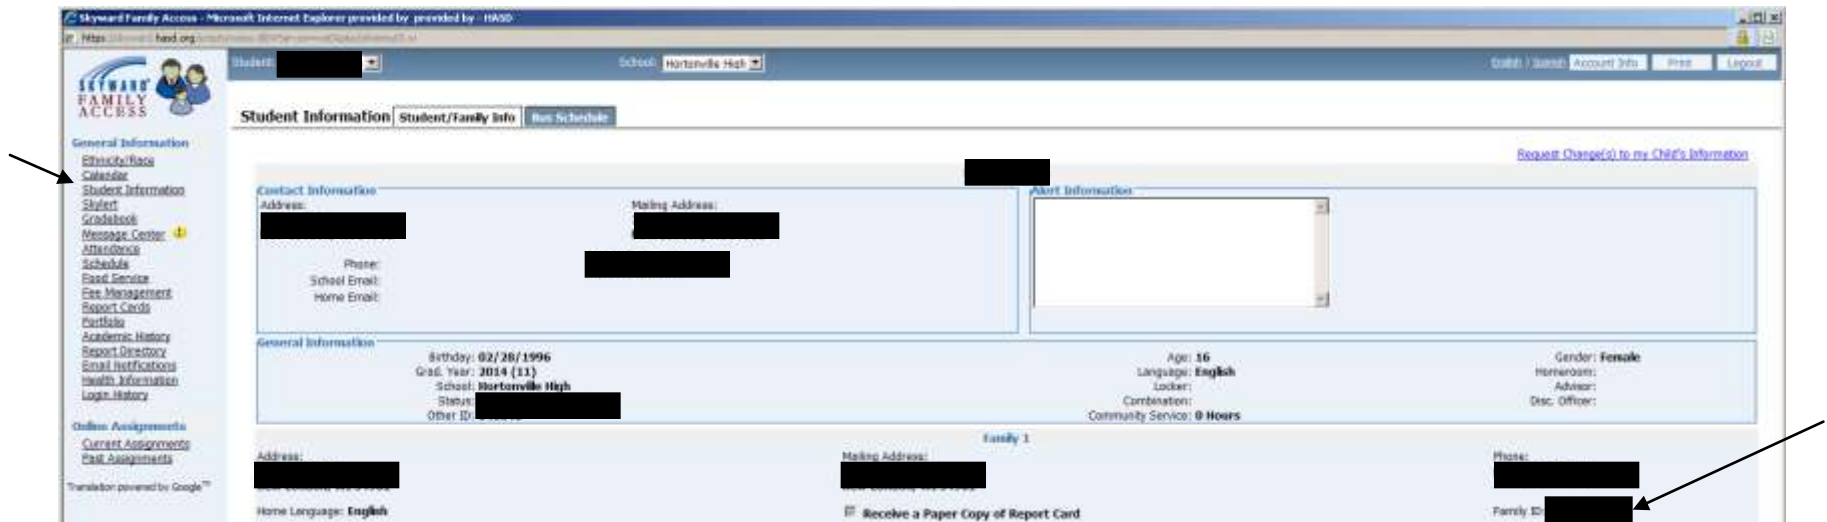 Skyward Family Access - Microsoft Internet Explorer provided by provided by - HASD
https hasd.org
SKYWARD
FAMILY
ACCESS
Student:
School: Hortonville High
English | Spanish Account Info Print Logout
Student Information Student/Family Info Bus Schedule
Request Change(s) to my Child's Information
General Information
Ethnicity/Race
Calendar
Student Information
Skylert
Gradebook
Message Center
Attendance
Schedule
Food Service
Fee Management
Report Cards
Portfolio
Academic History
Report Directory
Email Notifications
Health Information
Login History
Online Assignments
Current Assignments
Past Assignments
Translation powered by Google™
Contact Information
Address:
Mailing Address:
Phone:
School Email:
Home Email:
Alert Information
General Information
Birthday: 02/28/1996
Grad. Year: 2014 (11)
School: Hortonville High
Status:
Other ID:
Age: 16
Language: English
Locker:
Combination:
Community Service: 0 Hours
Gender: Female
Homeroom:
Advisor:
Disc. Officer:
Family 1
Address:
Mailing Address:
Phone:
Home Language: English
Receive a Paper Copy of Report Card
Family ID: